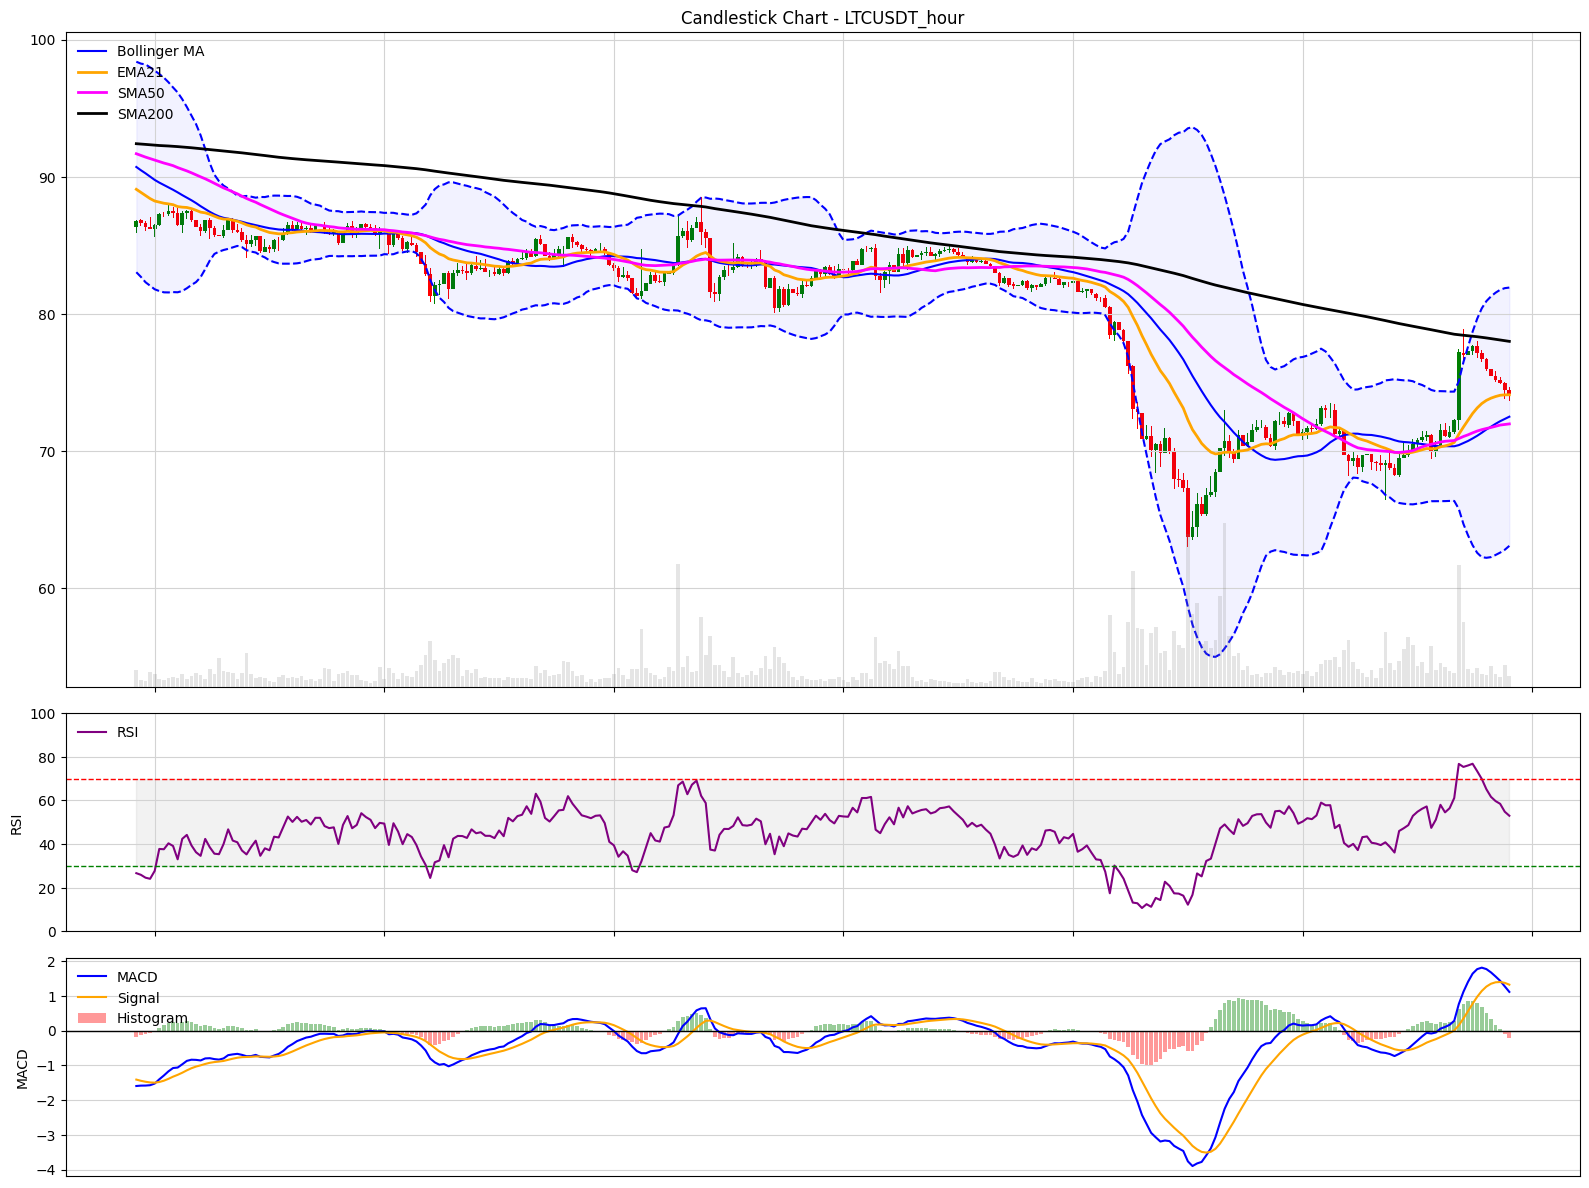 Candlestick Chart - LTCUSDT_hour
100
90
80
70
60
Bollinger MA
EMA21
SMA50
SMA200
100
80
60
40
20
0
RSI
RSI
2
1
0
−1
−2
−3
−4
MACD
MACD
Signal
Histogram